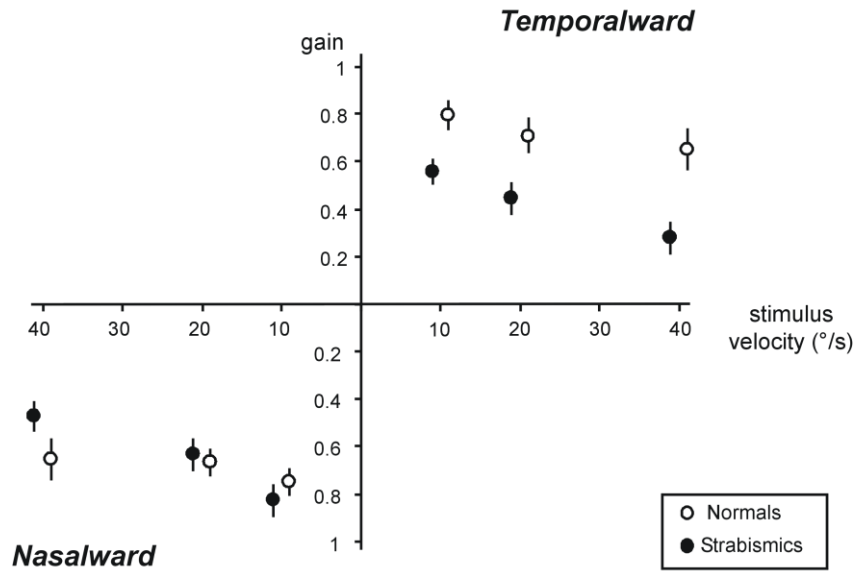 Temporalward
gain
1
0.8
0.6
0.4
0.2
40 30 20 10 10 20 30 40
stimulus
velocity (°/s)
0.2
0.4
0.6
0.8
1
Normals
Strabismics
Nasalward